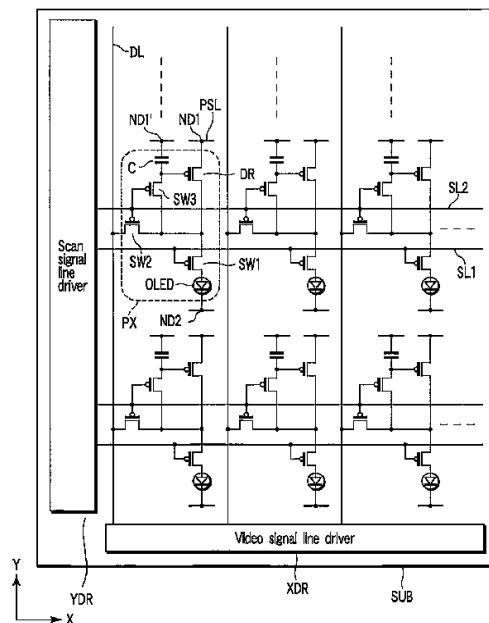 DL
ND1' ND1 PSL
C
DR
SW3
SL2
SW2
SW1
SL1
OLED
PX
ND2
Scan signal line driver
Video signal line driver
Y
X
YDR
XDR
SUB